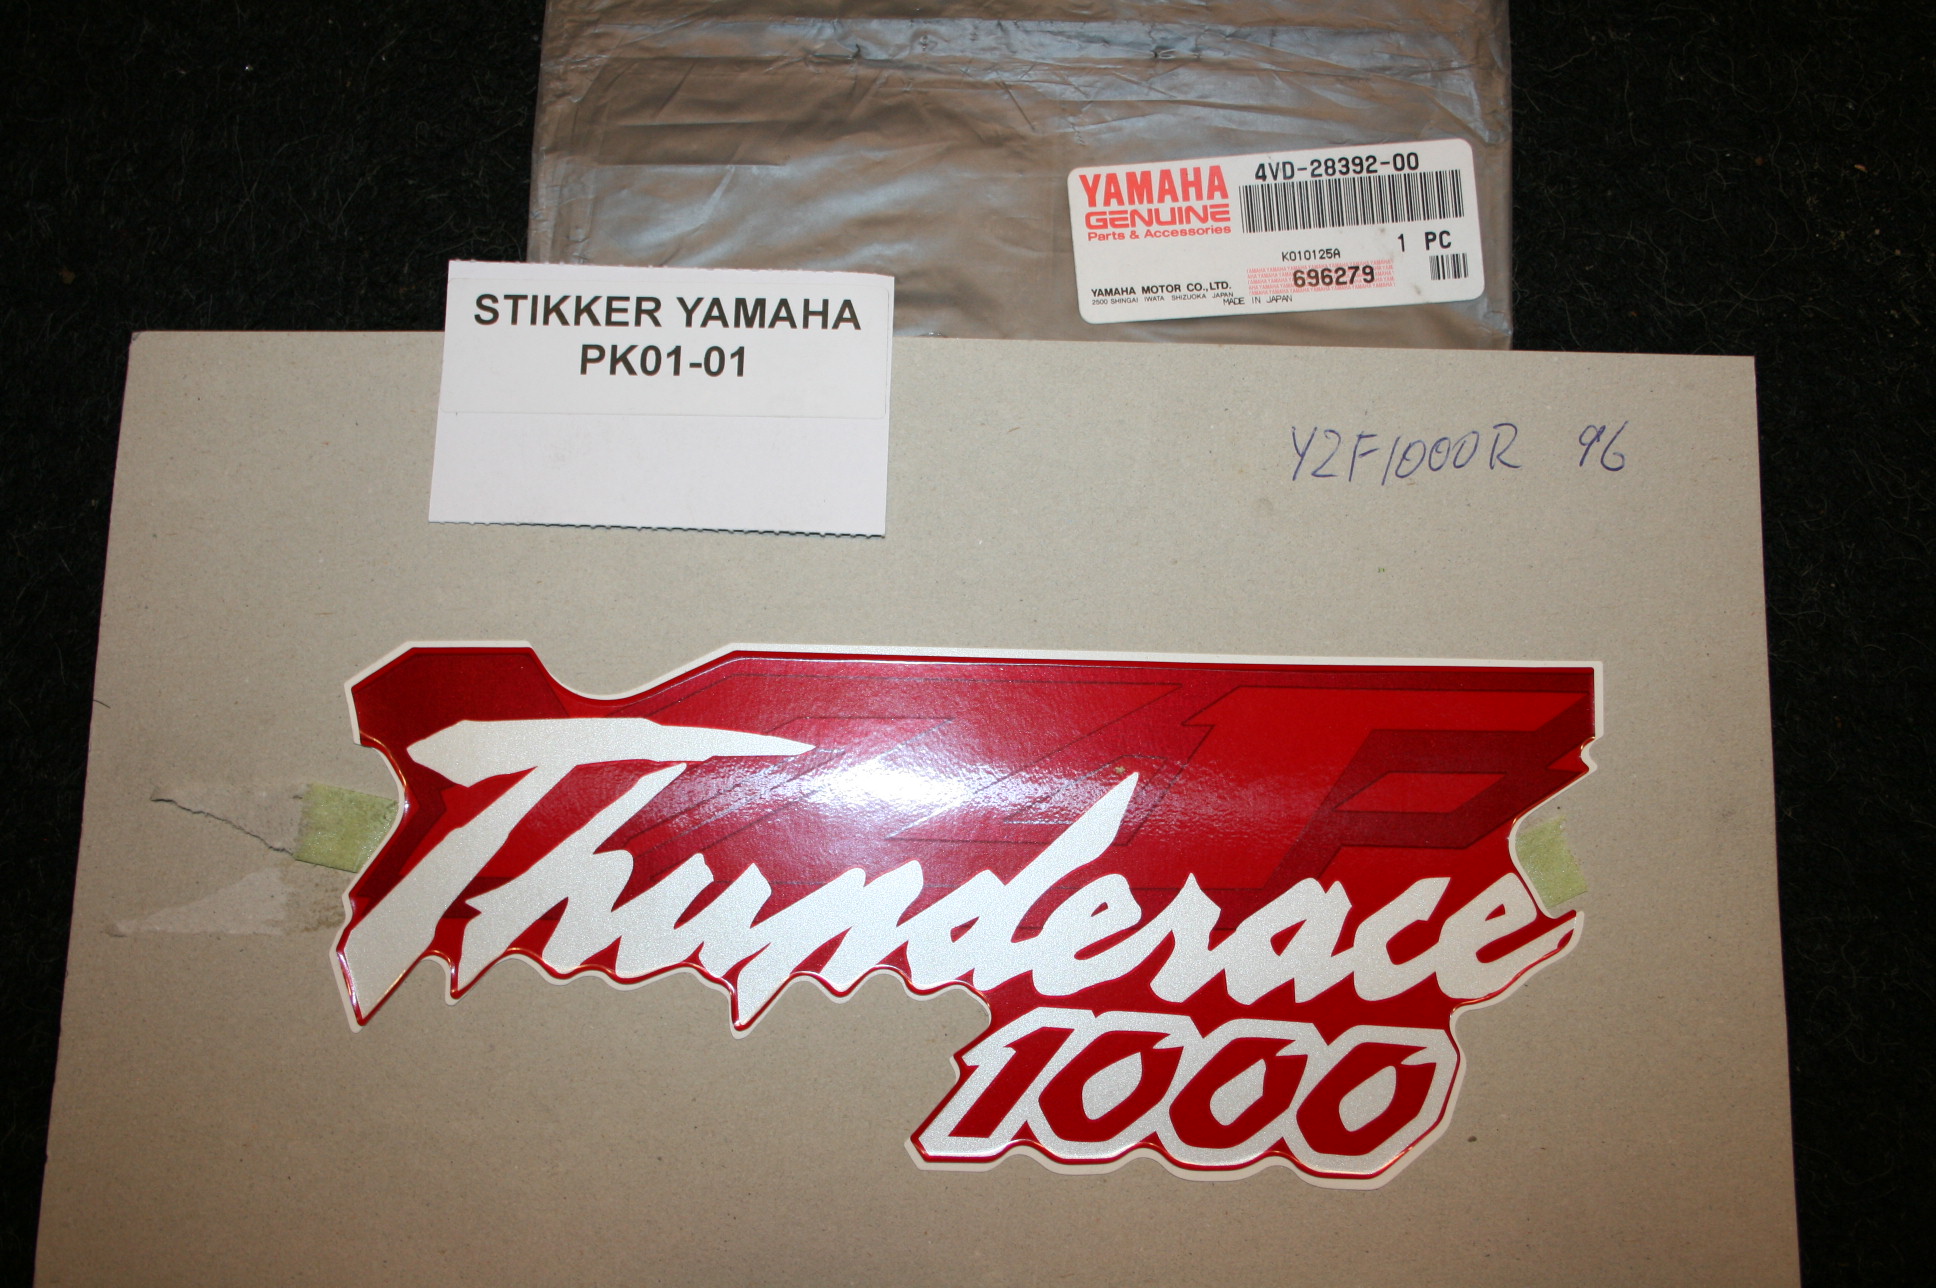 4VD-28392-00
YAMAHA
GENUINE
Parts & Accessories
1 PC
K010125A
696279
YAMAHA MOTOR CO.,LTD.
2500 SHINGAI IWATA SHIZUOKA JAPAN
MADE IN JAPAN
STIKKER YAMAHA
PK01-01
YZF1000R 96
YZF
Thunderace
1000